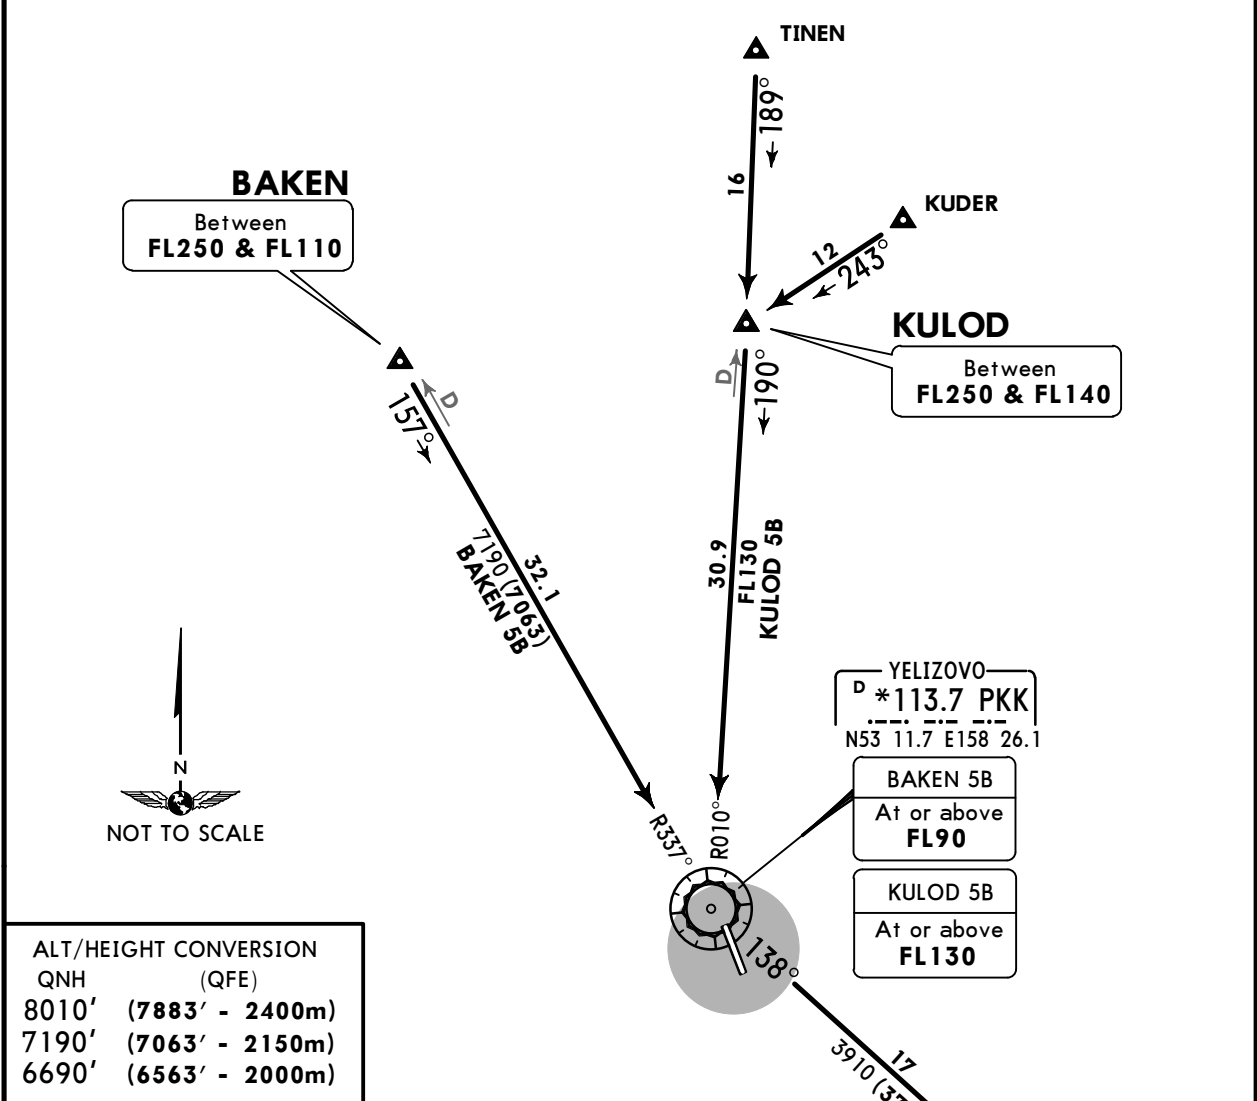 TINEN
189°
16
KUDER
12
243°
BAKEN
Between
FL250 & FL110
KULOD
Between
FL250 & FL140
D
157°
D
190°
32.1
7190 (7063)
BAKEN 5B
30.9
FL130
KULOD 5B
YELIZOVO
D *113.7 PKK
N53 11.7 E158 26.1
BAKEN 5B
At or above
FL90
KULOD 5B
At or above
FL130
N
NOT TO SCALE
R337°
R010°
138°
17
3910 (37
ALT/HEIGHT CONVERSION
QNH (QFE)
8010' (7883' - 2400m)
7190' (7063' - 2150m)
6690' (6563' - 2000m)